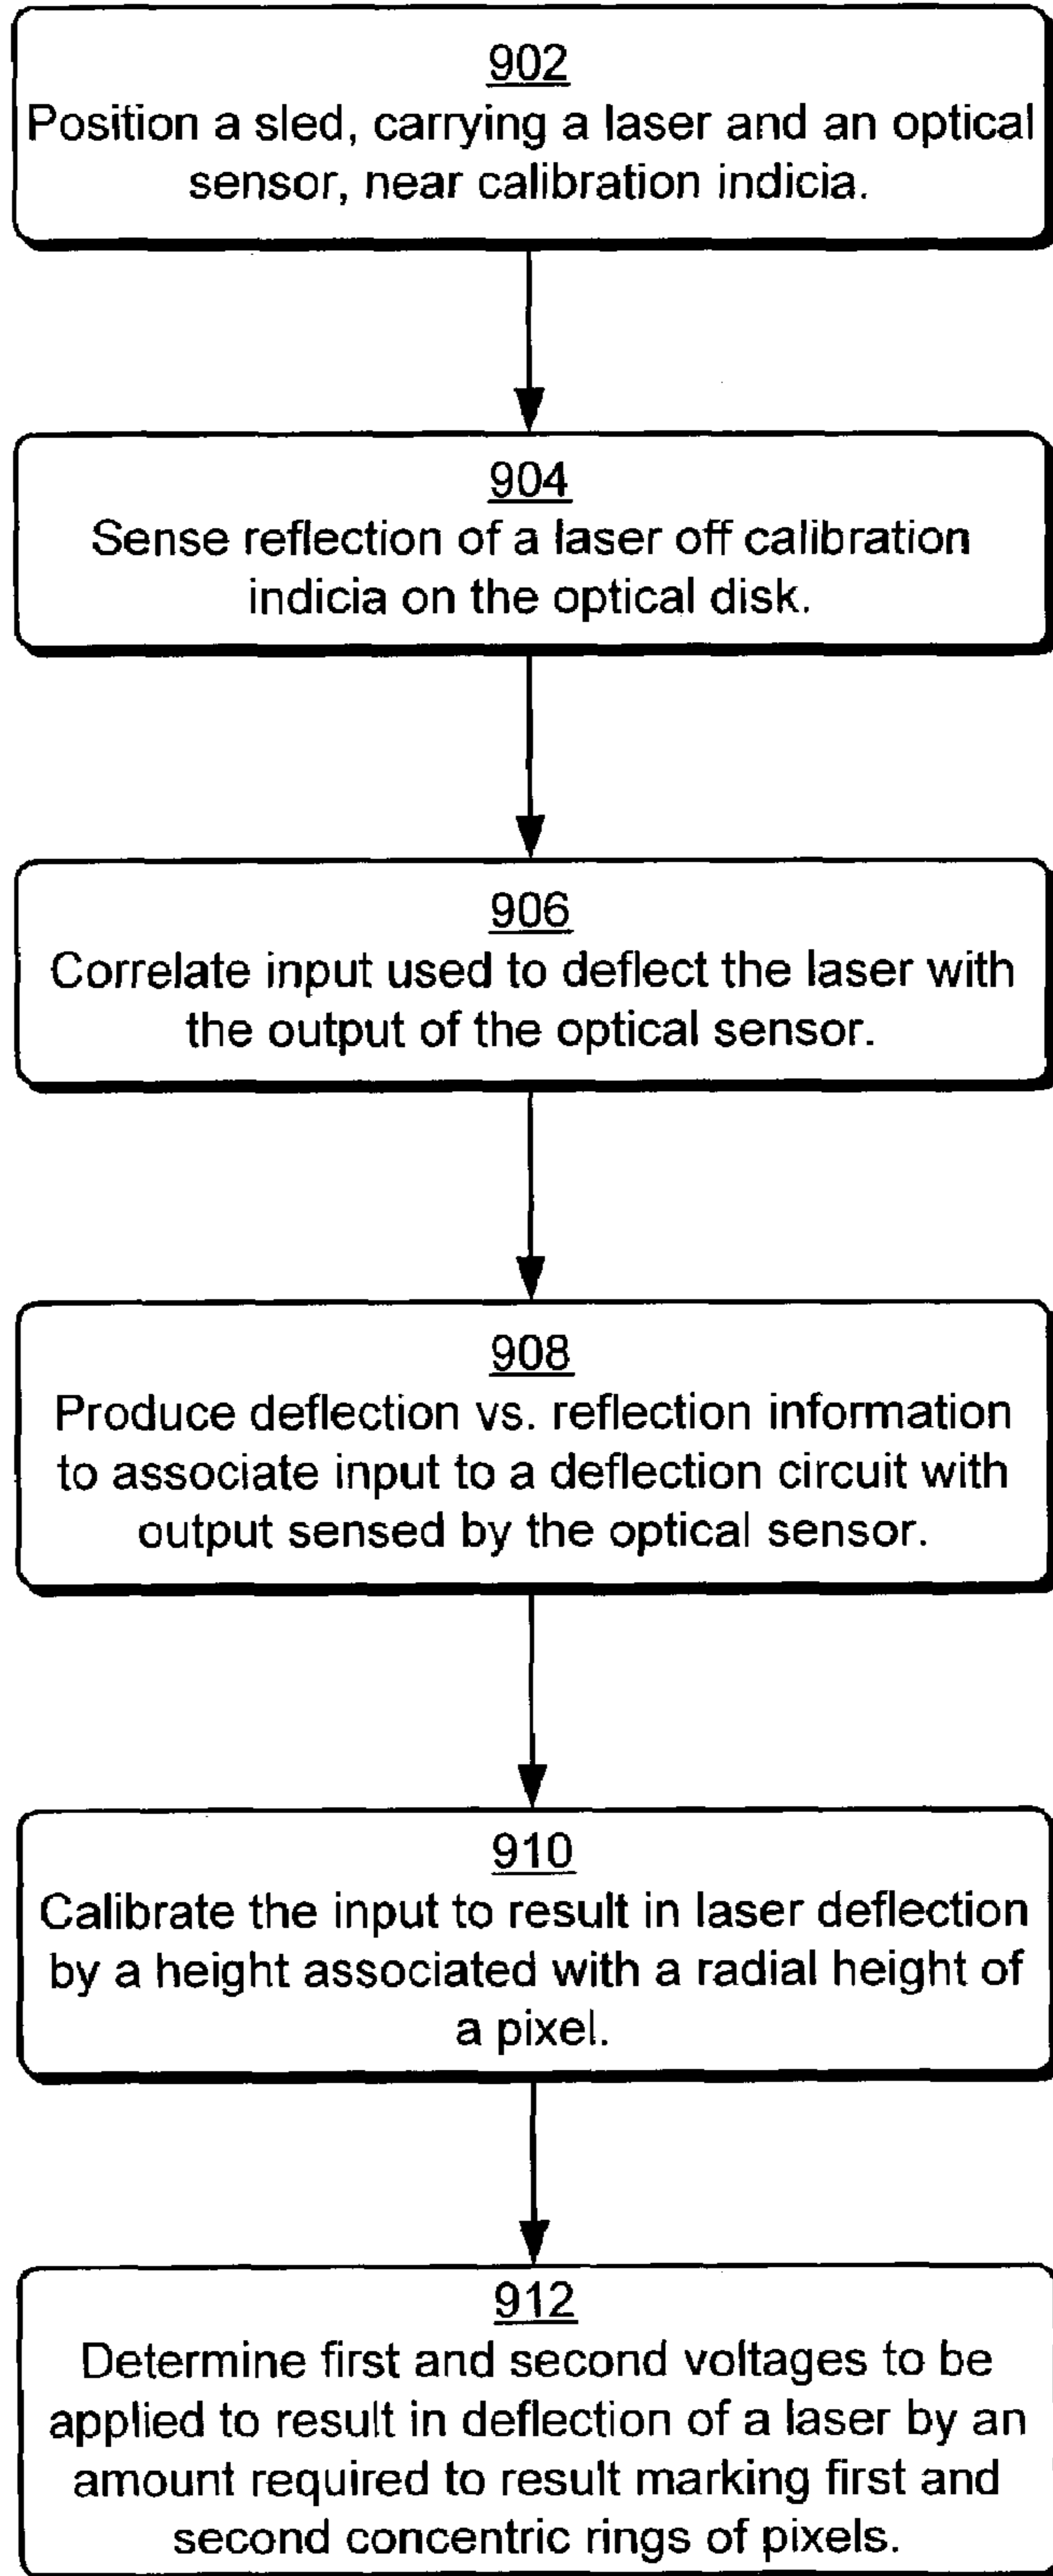 902
Position a sled, carrying a laser and an optical
sensor, near calibration indicia.
904
Sense reflection of a laser off calibration
indicia on the optical disk.
906
Correlate input used to deflect the laser with
the output of the optical sensor.
908
Produce deflection vs. reflection information
to associate input to a deflection circuit with
output sensed by the optical sensor.
910
Calibrate the input to result in laser deflection
by a height associated with a radial height of
a pixel.
912
Determine first and second voltages to be
applied to result in deflection of a laser by an
amount required to result marking first and
second concentric rings of pixels.